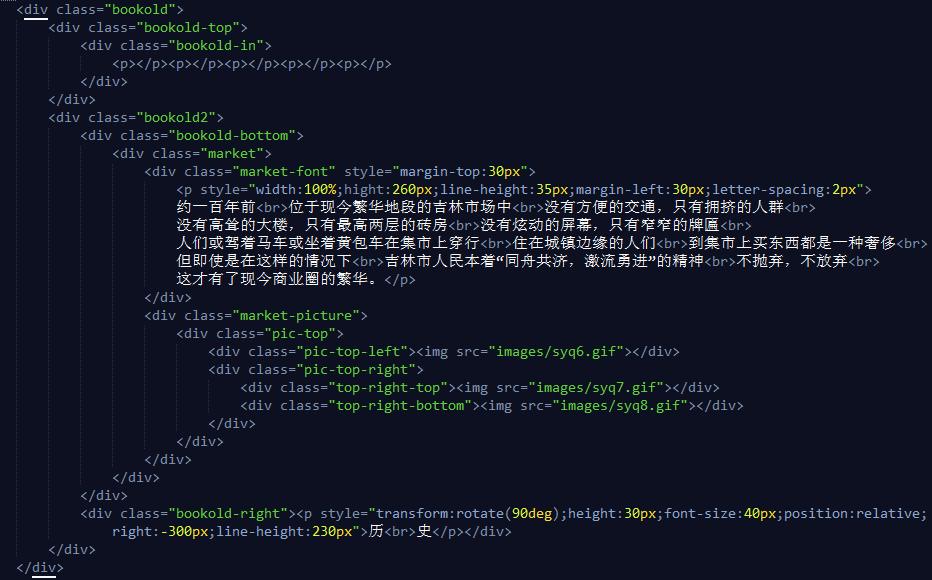 <div class="bookold">
<div class="bookold-top">
<div class="bookold-in">
<p></p><p></p><p></p><p></p><p></p>
</div>
</div>
<div class="bookold2">
<div class="bookold-bottom">
<div class="market">
<div class="market-font" style="margin-top:30px">
<p style="width:100%;hight:260px;line-height:35px;margin-left:30px;letter-spacing:2px">
约一百年前<br>位于现今繁华地段的吉林市场中<br>没有方便的交通，只有拥挤的人群<br>
没有高耸的大楼，只有最高两层的砖房<br>没有炫动的屏幕，只有窄窄的牌匾<br>
人们或驾着马车或坐着黄包车在集市上穿行<br>住在城镇边缘的人们<br>到集市上买东西都是一种奢侈<br>
但即使是在这样的情况下<br>吉林市人民本着“同舟共济，激流勇进”的精神<br>不抛弃，不放弃<br>
这才有了现今商业圈的繁华。</p>
</div>
<div class="market-picture">
<div class="pic-top">
<div class="pic-top-left"><img src="images/syq6.gif"></div>
<div class="pic-top-right">
<div class="top-right-top"><img src="images/syq7.gif"></div>
<div class="top-right-bottom"><img src="images/syq8.gif"></div>
</div>
</div>
</div>
</div>
</div>
<div class="bookold-right"><p style="transform:rotate(90deg);height:30px;font-size:40px;position:relative;
right:-300px;line-height:230px">历<br>史</p></div>
</div>
</div>